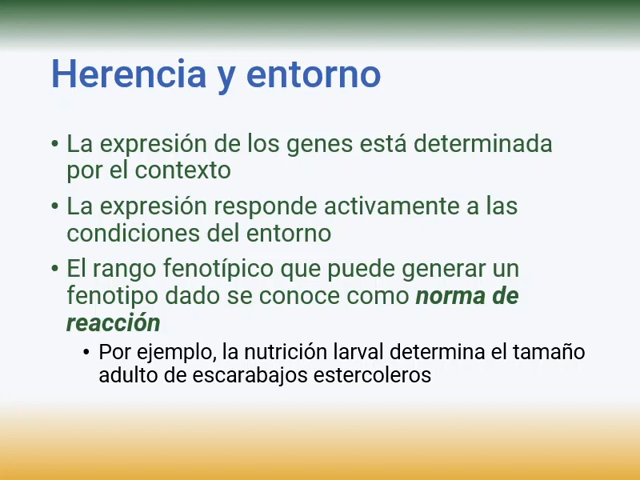 Herencia y entorno
• La expresión de los genes está determinada
por el contexto
• La expresión responde activamente a las
condiciones del entorno
• El rango fenotípico que puede generar un
fenotipo dado se conoce como norma de
reacción
• Por ejemplo, la nutrición larval determina el tamaño
adulto de escarabajos estercoleros